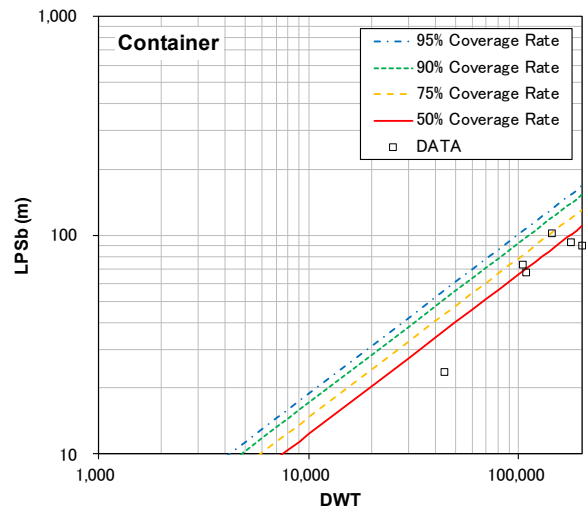 1,000
Container
95% Coverage Rate
90% Coverage Rate
75% Coverage Rate
50% Coverage Rate
DATA
LPSb (m)
100
10
1,000
10,000
100,000
DWT